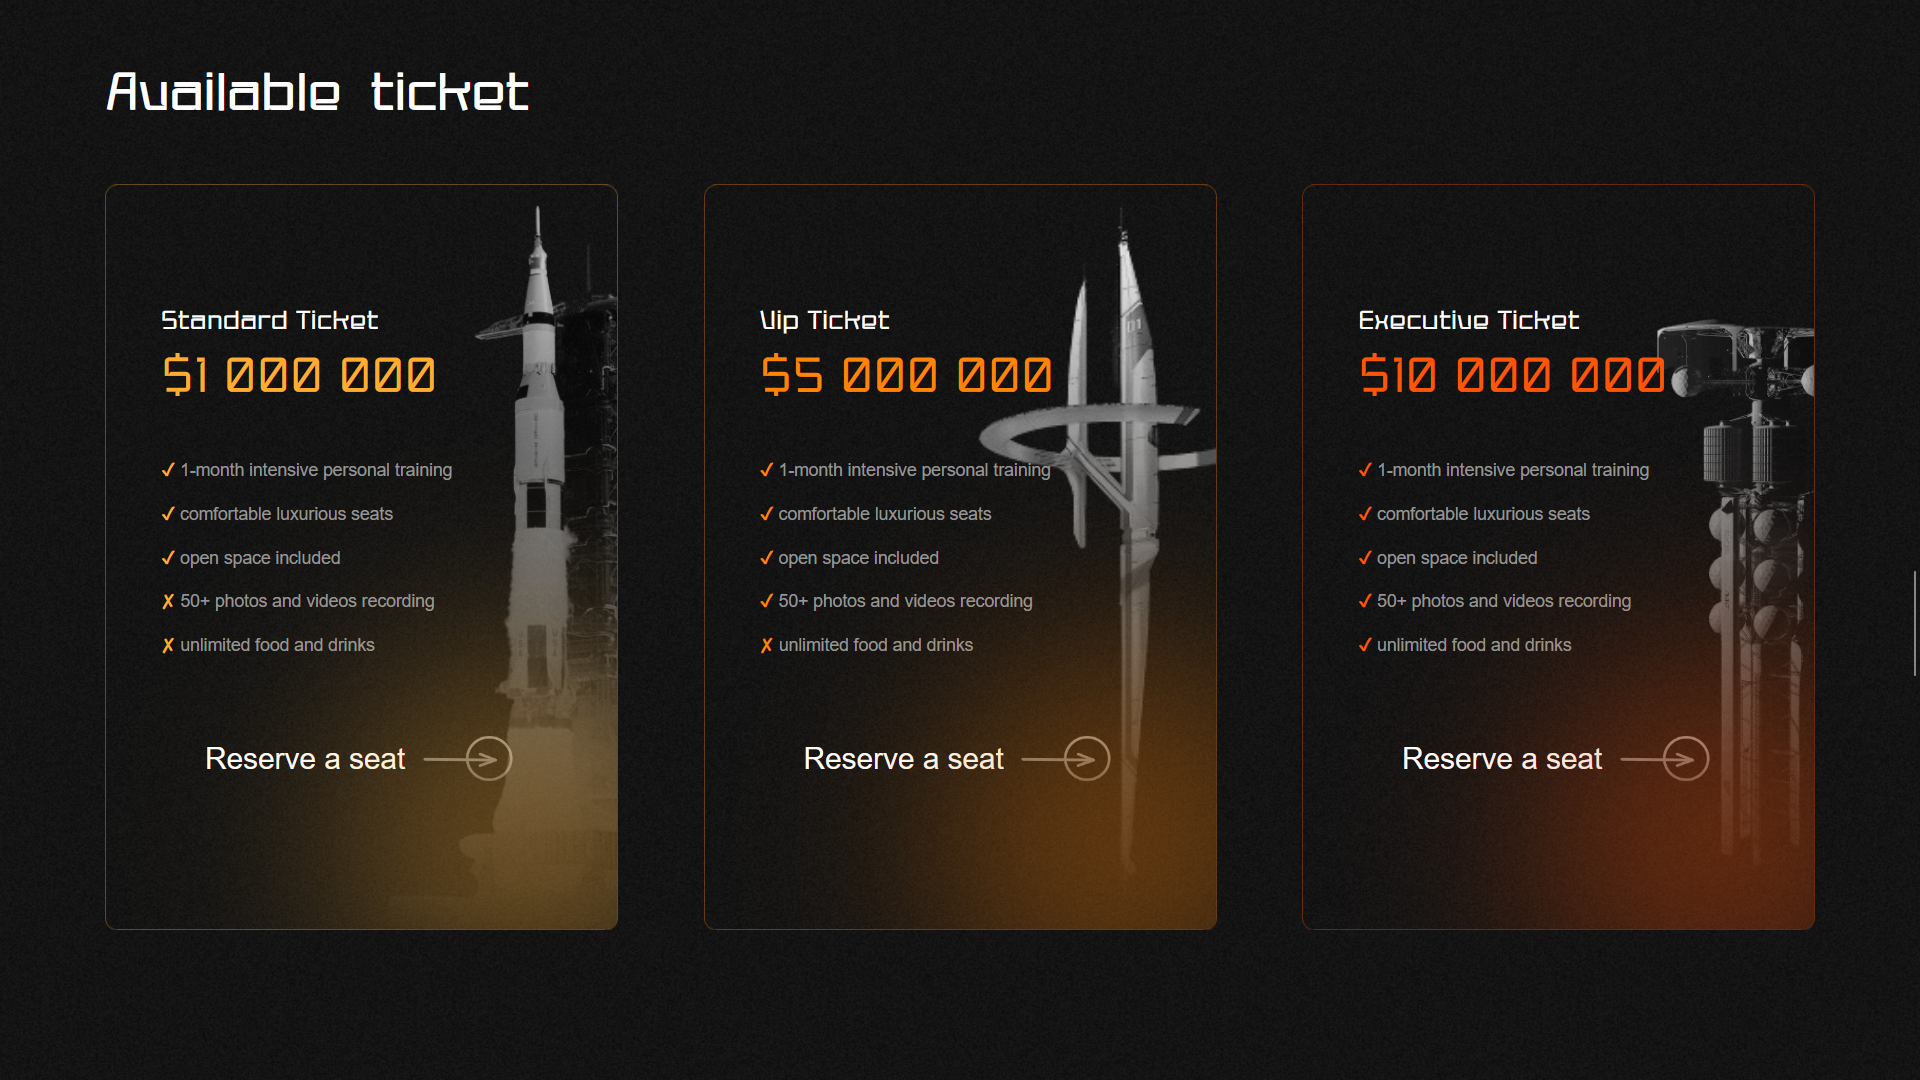 Available ticket
Standard Ticket
$1 000 000
✓ 1-month intensive personal training
✓ comfortable luxurious seats
✓ open space included
✗ 50+ photos and videos recording
✗ unlimited food and drinks
Reserve a seat
Vip Ticket
$5 000 000
✓ 1-month intensive personal training
✓ comfortable luxurious seats
✓ open space included
✓ 50+ photos and videos recording
✗ unlimited food and drinks
Reserve a seat
Executive Ticket
$10 000 000
✓ 1-month intensive personal training
✓ comfortable luxurious seats
✓ open space included
✓ 50+ photos and videos recording
✓ unlimited food and drinks
Reserve a seat